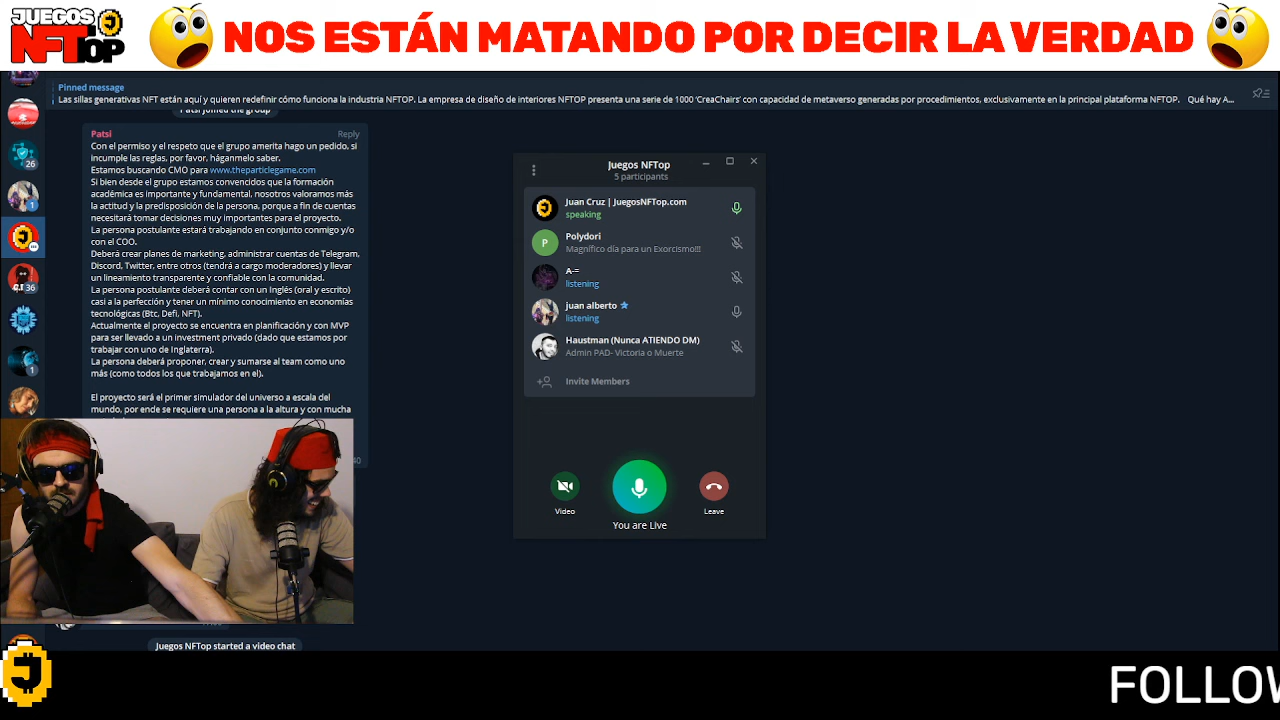 JUEGOS
NFTOP
NOS ESTÁN MATANDO POR DECIR LA VERDAD
Pinned message
Las sillas generativas NFT están aquí y quieren redefinir cómo funciona la industria NFTOP. La empresa de diseño de interiores NFTOP presenta una serie de 1000 'CreaChairs' con capacidad de metaverso generadas por procedimientos, exclusivamente en la principal plataforma NFTOP. Qué hay A...
Patsi joined the group
Patsi
Reply
Con el permiso y el respeto que el grupo amerita hago un pedido, si
incumple las reglas, por favor, háganmelo saber.
Estamos buscando CMO para www.theparticlegame.com
Si bien desde el grupo estamos convencidos que la formación
académica es importante y fundamental, nosotros valoramos más
la actitud y la predisposición de la persona, porque a fin de cuentas
necesitará tomar decisiones muy importantes para el proyecto.
La persona postulante estará trabajando en conjunto conmigo y/o
con el COO.
Deberá crear planes de marketing, administrar cuentas de Telegram,
Discord, Twitter, entre otros (tendrá a cargo moderadores) y llevar
un lineamiento transparente y confiable con la comunidad.
La persona postulante deberá contar con un Inglés (oral y escrito)
casi a la perfección y tener un mínimo conocimiento en economías
tecnológicas (Btc, Defi, NFT).
Actualmente el proyecto se encuentra en planificación y con MVP
para ser llevado a un investment privado (dado que estamos por
trabajar con uno de Inglaterra).
La persona deberá proponer, crear y sumarse al team como uno
más (como todos los que trabajamos en el).
El proyecto será el primer simulador del universo a escala del
mundo, por ende se requiere una persona a la altura y con mucha
26
1
36
1
Juegos NFTop
5 participants
Juan Cruz | JuegosNFTop.com
speaking
P
Polydori
Magnífico día para un Exorcismo!!!
A-=
listening
juan alberto
listening
Haustman (Nunca ATIENDO DM)
Admin PAD- Victoria o Muerte
Invite Members
Video
Leave
You are Live
Juegos NFTop started a video chat
J
FOLLOW